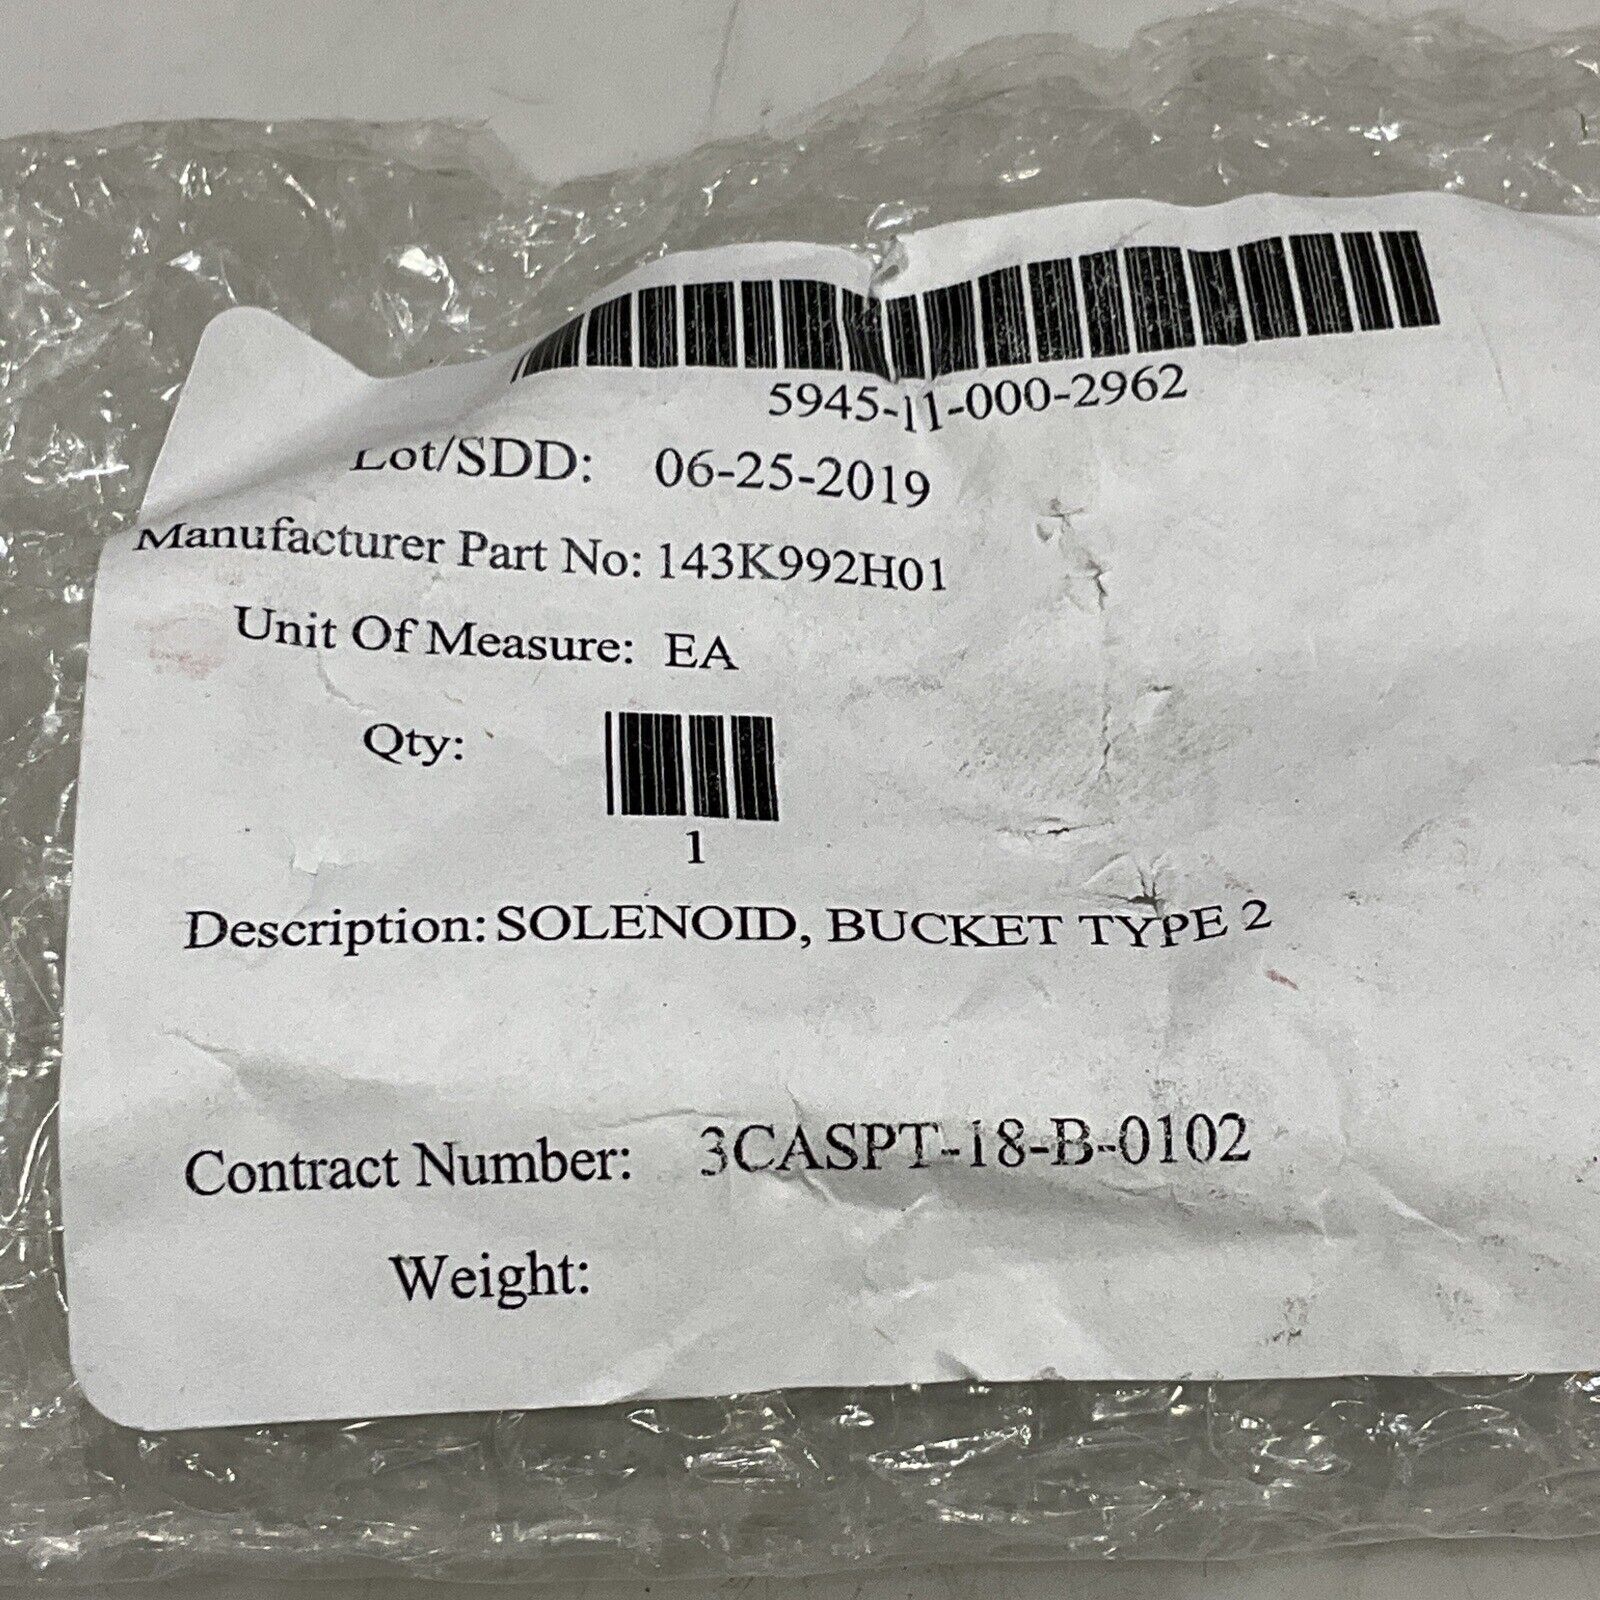 5945-11-000-2962
Lot/SDD: 06-25-2019
Manufacturer Part No: 143K992H01
Unit Of Measure: EA
Qty:
1
Description: SOLENOID, BUCKET TYPE 2
Contract Number: 3CASPT-18-B-0102
Weight: